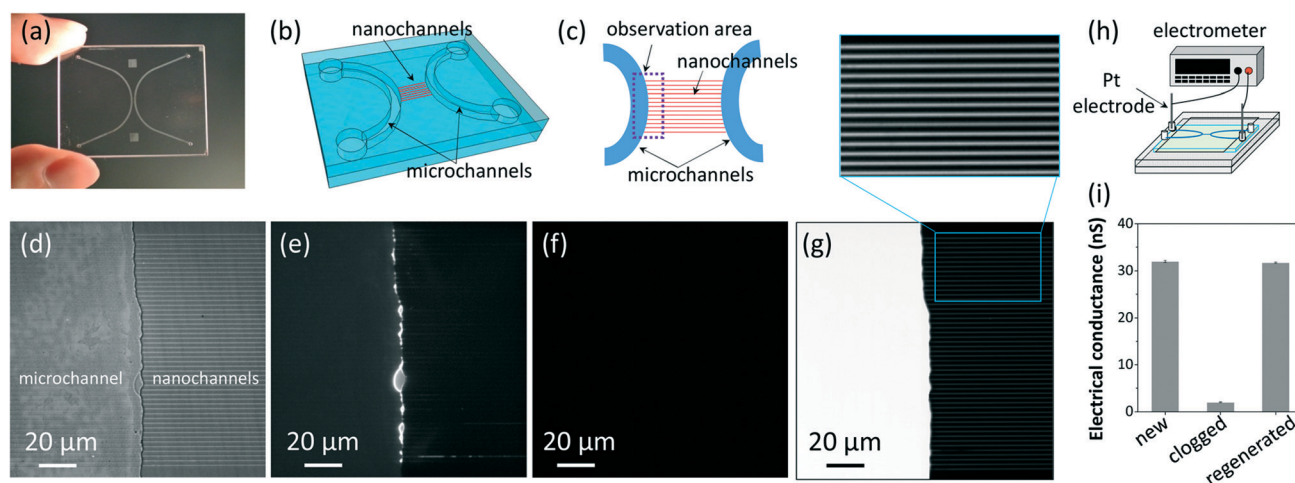 (a)
(b)
nanochannels
microchannels
(c)
observation area
nanochannels
microchannels
(h)
electrometer
Pt
electrode
(d)
microchannel
nanochannels
20 µm
(e)
20 µm
(f)
20 µm
(g)
20 µm
(i)
Electrical conductance (nS)
40
30
20
10
0
new
clogged
regenerated